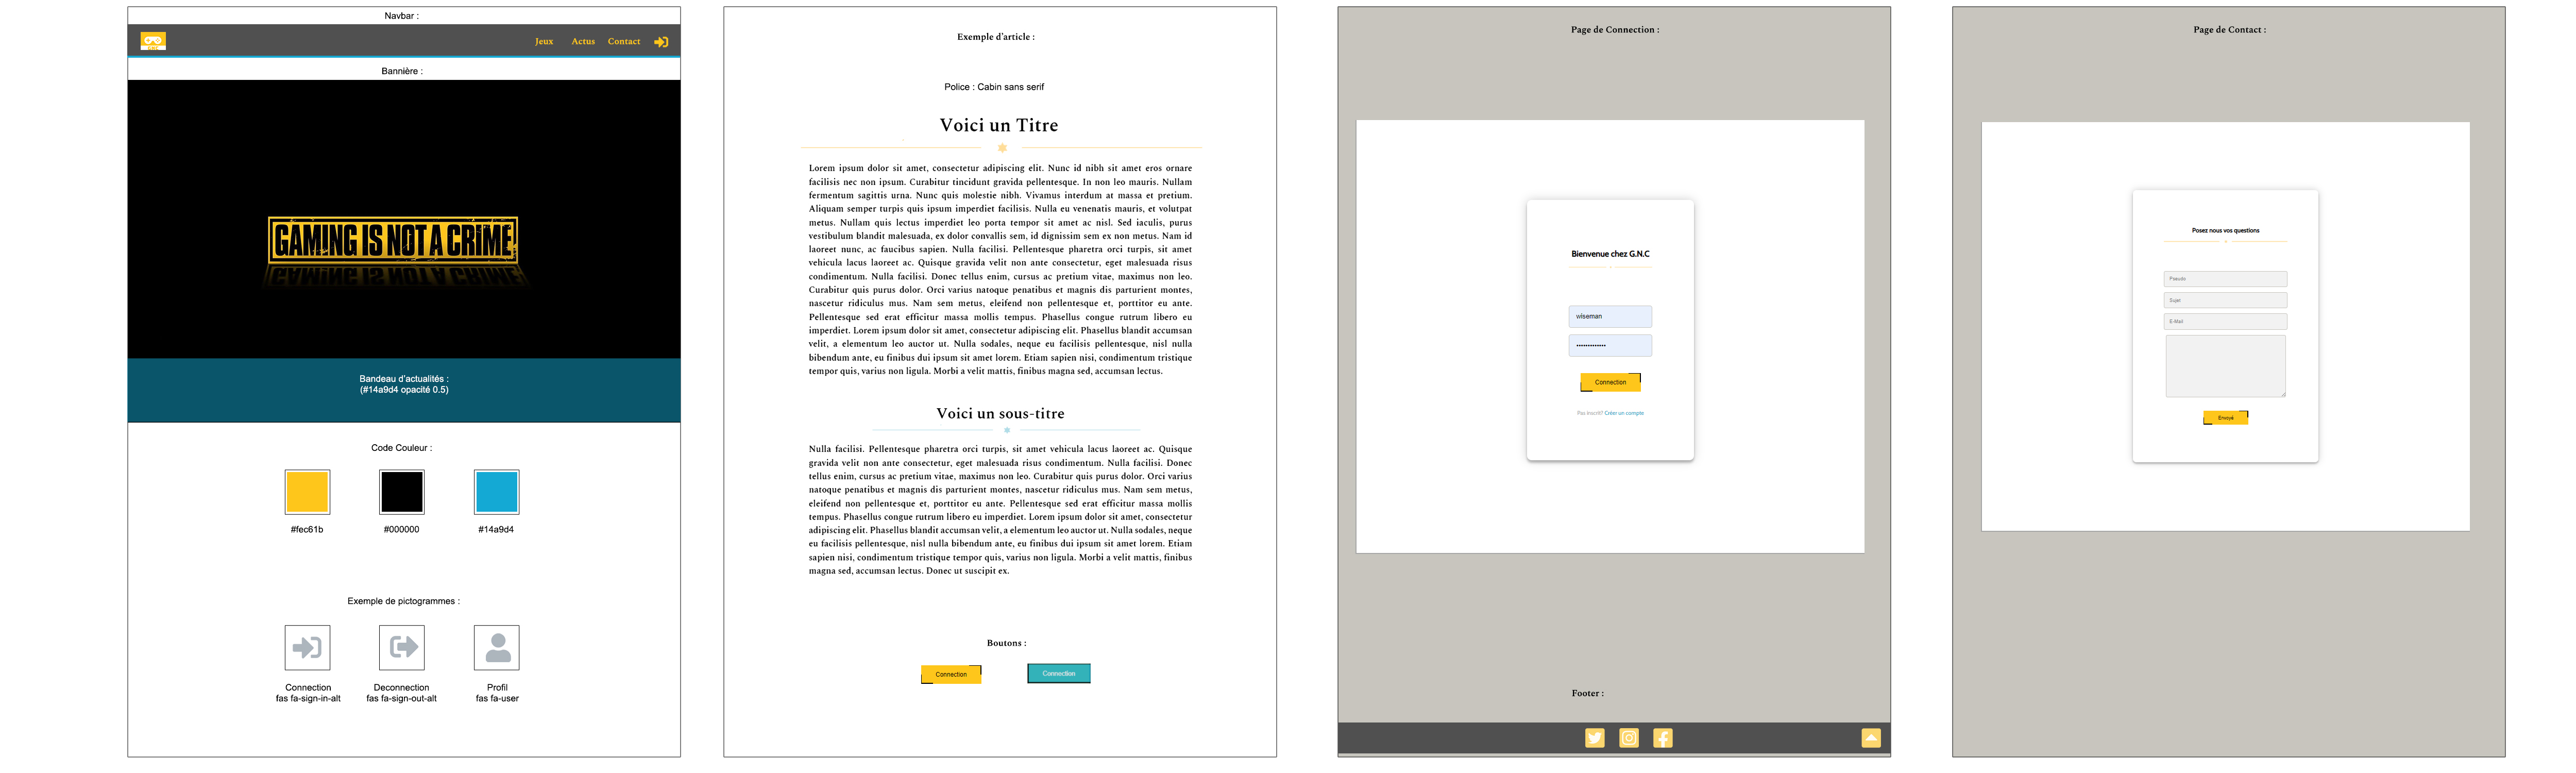 Navbar :
Jeux Actus Contact
Bannière :
GAMING IS NOT A CRIME
Bandeau d'actualités :
(#14a9d4 opacité 0.5)
Code Couleur :
#fec61b #000000 #14a9d4
Exemple de pictogrammes :
Connection Deconnection Profil
fas fa-sign-in-alt fas fa-sign-out-alt fas fa-user
Exemple d'article :
Police : Cabin sans serif
Voici un Titre
Lorem ipsum dolor sit amet, consectetur adipiscing elit. Nunc id nibh sit amet eros ornare
facilisis nec non ipsum. Curabitur tincidunt gravida pellentesque. In non leo mauris. Nullam
fermentum sagittis urna. Nunc quis molestie nibh. Vivamus interdum at massa et pretium.
Aliquam semper turpis quis ipsum imperdiet facilisis. Nulla eu venenatis mauris, et volutpat
metus. Nullam quis lectus imperdiet leo porta tempor sit amet ac nisl. Sed iaculis, purus
vestibulum blandit malesuada, ex dolor convallis sem, id dignissim sem ex non metus. Nam id
laoreet nunc, ac faucibus sapien. Nulla facilisi. Pellentesque pharetra orci turpis, sit amet
vehicula lacus laoreet ac. Quisque gravida velit non ante consectetur, eget malesuada risus
condimentum. Nulla facilisi. Donec tellus enim, cursus ac pretium vitae, maximus non leo.
Curabitur quis purus dolor. Orci varius natoque penatibus et magnis dis parturient montes,
nascetur ridiculus mus. Nam sem metus, eleifend non pellentesque et, porttitor eu ante.
Pellentesque sed erat efficitur massa mollis tempus. Phasellus congue rutrum libero eu
imperdiet. Lorem ipsum dolor sit amet, consectetur adipiscing elit. Phasellus blandit accumsan
velit, a elementum leo auctor ut. Nulla sodales, neque eu facilisis pellentesque, nisl nulla
bibendum ante, eu finibus dui ipsum sit amet lorem. Etiam sapien nisi, condimentum tristique
tempor quis, varius non ligula. Morbi a velit mattis, finibus magna sed, accumsan lectus.
Voici un sous-titre
Nulla facilisi. Pellentesque pharetra orci turpis, sit amet vehicula lacus laoreet ac. Quisque
gravida velit non ante consectetur, eget malesuada risus condimentum. Nulla facilisi. Donec
tellus enim, cursus ac pretium vitae, maximus non leo. Curabitur quis purus dolor. Orci varius
natoque penatibus et magnis dis parturient montes, nascetur ridiculus mus. Nam sem metus,
eleifend non pellentesque et, porttitor eu ante. Pellentesque sed erat efficitur massa mollis
tempus. Phasellus congue rutrum libero eu imperdiet. Lorem ipsum dolor sit amet, consectetur
adipiscing elit. Phasellus blandit accumsan velit, a elementum leo auctor ut. Nulla sodales, neque
eu facilisis pellentesque, nisl nulla bibendum ante, eu finibus dui ipsum sit amet lorem. Etiam
sapien nisi, condimentum tristique tempor quis, varius non ligula. Morbi a velit mattis, finibus
magna sed, accumsan lectus. Donec ut suscipit ex.
Boutons :
Connection Connection
Page de Connection :
Bienvenue chez G.N.C
wiseman
Connection
Pas inscrit? Créer un compte
Footer :
Page de Contact :
Posez nous vos questions
Pseudo
Sujet
E-Mail
Envoyé